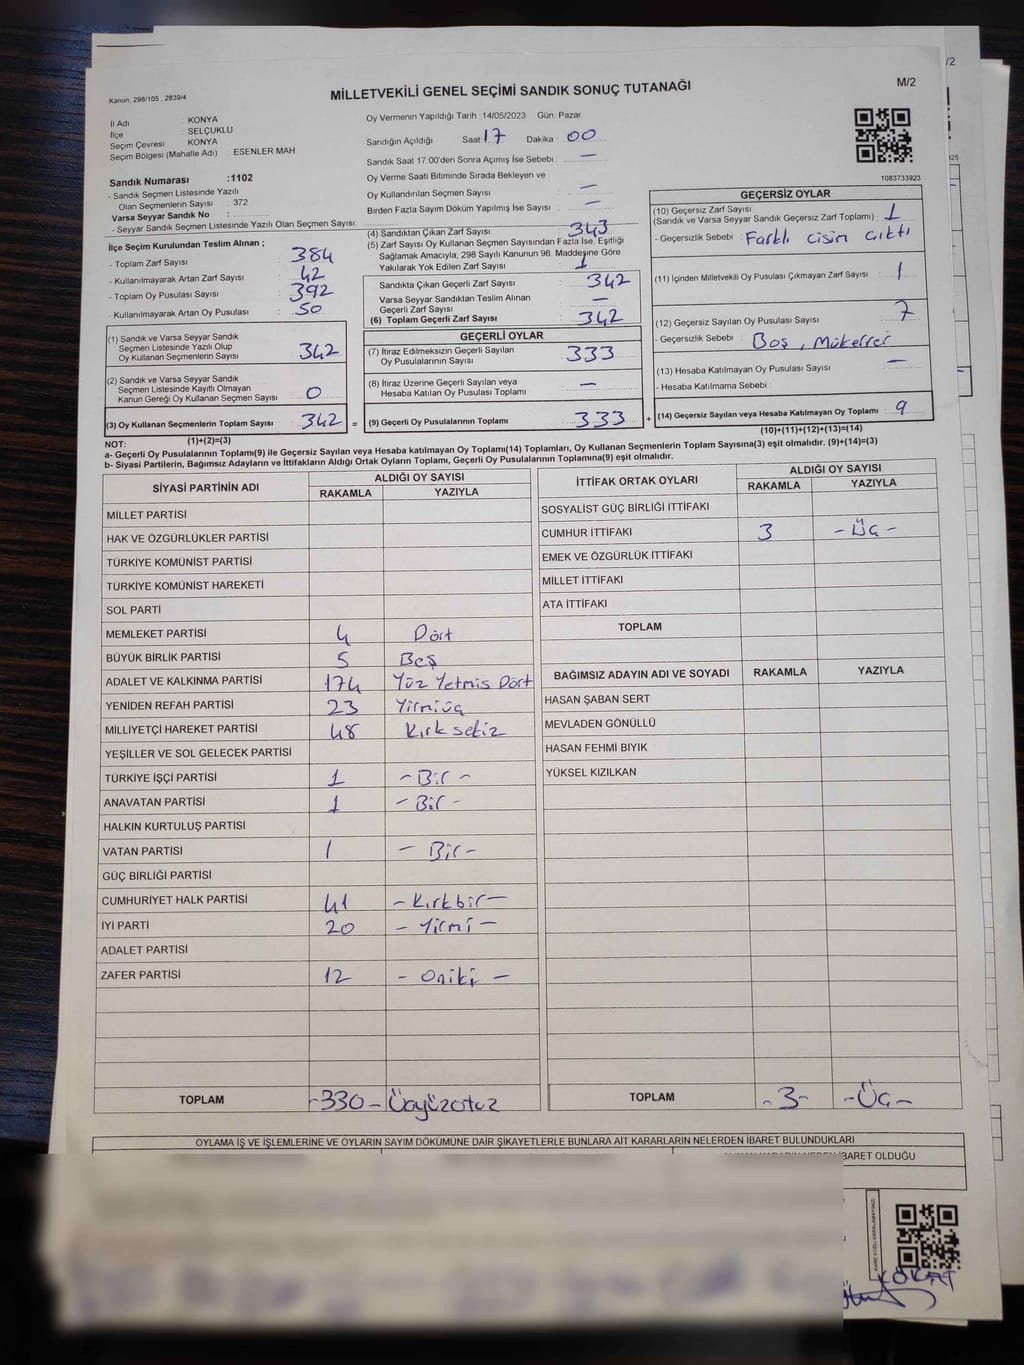 /2
Kanun, 298/105 , 2839/4
MİLLETVEKİLİ GENEL SEÇİMİ SANDIK SONUÇ TUTANAĞI
M/2
İl Adı KONYA
İlçe : SELÇUKLU
Seçim Çevresi KONYA
Seçim Bölgesi (Mahalle Adı) : ESENLER MAH.
Sandık Numarası :1102
- Sandık Seçmen Listesinde Yazılı
Olan Seçmen Sayısı : 372
Varsa Seyyar Sandık No :
- Seyyar Sandık Seçmen Listesinde Yazılı Olan Seçmen Sayısı:
Oy Vermenin Yapıldığı Tarih : 14/05/2023 Gün: Pazar
Sandığın Açıldığı Saat 17 Dakika : 00
Sandık Saat 17:00'den Sonra Açımış İse Sebebi : —
Oy Verme Saati Bitiminde Sırada Bekleyen ve
Oy Kullandırılan Seçmen Sayısı : —
Birden Fazla Sayım Döküm Yapılmış İse Sayısı : —
1083733923
İlçe Seçim Kurulundan Teslim Alınan ;
- Toplam Zarf Sayısı : 384
- Kullanılmayarak Artan Zarf Sayısı : 42
- Toplam Oy Pusulası Sayısı : 392
- Kullanılmayarak Artan Oy Pusulası : 50
(4) Sandıktan Çıkan Zarf Sayısı : 343
(5) Zarf Sayısı Oy Kullanan Seçmen Sayısından Fazla İse, Eşitliği
Sağlamak Amacıyla; 298 Sayılı Kanunun 98. Maddesine Göre
Yakılarak Yok Edilen Zarf Sayısı : 1
Sandıkta Çıkan Geçerli Zarf Sayısı : 342
Varsa Seyyar Sandıktan Teslim Alınan
Geçerli Zarf Sayısı : —
(6) Toplam Geçerli Zarf Sayısı : 342
GEÇERSİZ OYLAR
(10) Geçersiz Zarf Sayısı
(Sandık ve Varsa Seyyar Sandık Geçersiz Zarf Toplamı) : 1
- Geçersizlik Sebebi : Farklı cisim çıktı
(11) İçinden Milletvekili Oy Pusulası Çıkmayan Zarf Sayısı : 1
(12) Geçersiz Sayılan Oy Pusulası Sayısı : 7
- Geçersizlik Sebebi : Boş, Mükerrer
(13) Hesaba Katılmayan Oy Pusulası Sayısı : —
- Hesaba Katılmama Sebebi :
(14) Geçersiz Sayılan veya Hesaba Katılmayan Oy Toplamı : 9
(10)+(11)+(12)+(13)=(14)
(1) Sandık ve Varsa Seyyar Sandık
Seçmen Listesinde Yazılı Olup
Oy Kullanan Seçmenlerin Sayısı : 342
(2) Sandık ve Varsa Seyyar Sandık
Seçmen Listesinde Kayıtlı Olmayan
Kanun Gereği Oy Kullanan Seçmen Sayısı : 0
(3) Oy Kullanan Seçmenlerin Toplam Sayısı : 342 =
(1)+(2)=(3)
GEÇERLİ OYLAR
(7) İtiraz Edilmeksizin Geçerli Sayılan
Oy Pusulalarının Sayısı : 333
(8) İtiraz Üzerine Geçerli Sayılan veya
Hesaba Katılan Oy Pusulası Toplamı : —
(9) Geçerli Oy Pusulalarının Toplamı : 333 +
NOT:
a- Geçerli Oy Pusulalarının Toplamı(9) ile Geçersiz Sayılan veya Hesaba katılmayan Oy Toplam(14) Toplamları, Oy Kullanan Seçmenlerin Toplam Sayısına(3) eşit olmalıdır. (9)+(14)=(3)
b- Siyasi Partilerin, Bağımsız Adayların ve İttifakların Aldığı Ortak Oyların Toplamı, Geçerli Oy Pusulalarının Toplamına(9) eşit olmalıdır.
SİYASİ PARTİNİN ADI ALDIĞI OY SAYISI
RAKAMLA YAZIYLA
MİLLET PARTİSİ
HAK VE ÖZGÜRLÜKLER PARTİSİ
TÜRKİYE KOMÜNİST PARTİSİ
TÜRKİYE KOMÜNİST HAREKETİ
SOL PARTİ
MEMLEKET PARTİSİ 4 Dört
BÜYÜK BİRLİK PARTİSİ 5 Beş
ADALET VE KALKINMA PARTİSİ 174 Yüz Yetmis Dört
YENİDEN REFAH PARTİSİ 23 Yirmiüç
MİLLİYETÇİ HAREKET PARTİSİ 48 Kırk sekiz
YEŞİLLER VE SOL GELECEK PARTİSİ
TÜRKİYE İŞÇİ PARTİSİ 1 - Bir -
ANAVATAN PARTİSİ 1 - Bir -
HALKIN KURTULUŞ PARTİSİ
VATAN PARTİSİ 1 - Bir -
GÜÇ BİRLİĞİ PARTİSİ
CUMHURİYET HALK PARTİSİ 41 - Kırkbir -
İYİ PARTİ 20 - Yirmi -
ADALET PARTİSİ
ZAFER PARTİSİ 12 - Oniki -
TOPLAM -330- Üçyüzotuz
İTTİFAK ORTAK OYLARI ALDIĞI OY SAYISI
RAKAMLA YAZIYLA
SOSYALİST GÜÇ BİRLİĞİ İTTİFAKI
CUMHUR İTTİFAKI 3 - Üç -
EMEK VE ÖZGÜRLÜK İTTİFAKI
MİLLET İTTİFAKI
ATA İTTİFAKI
TOPLAM
BAĞIMSIZ ADAYIN ADI VE SOYADI RAKAMLA YAZIYLA
HASAN ŞABAN SERT
MEVLADEN GÖNÜLLÜ
HASAN FEHMİ BIYIK
YÜKSEL KIZILKAN
TOPLAM -3- -Üç-
OYLAMA İŞ VE İŞLEMLERİNE VE OYLARIN SAYIM DÖKÜMÜNE DAİR ŞİKAYETLERLE BUNLARA AİT KARARLARIN NELERDEN İBARET BULUNDUKLARI
İBARET OLDUĞU